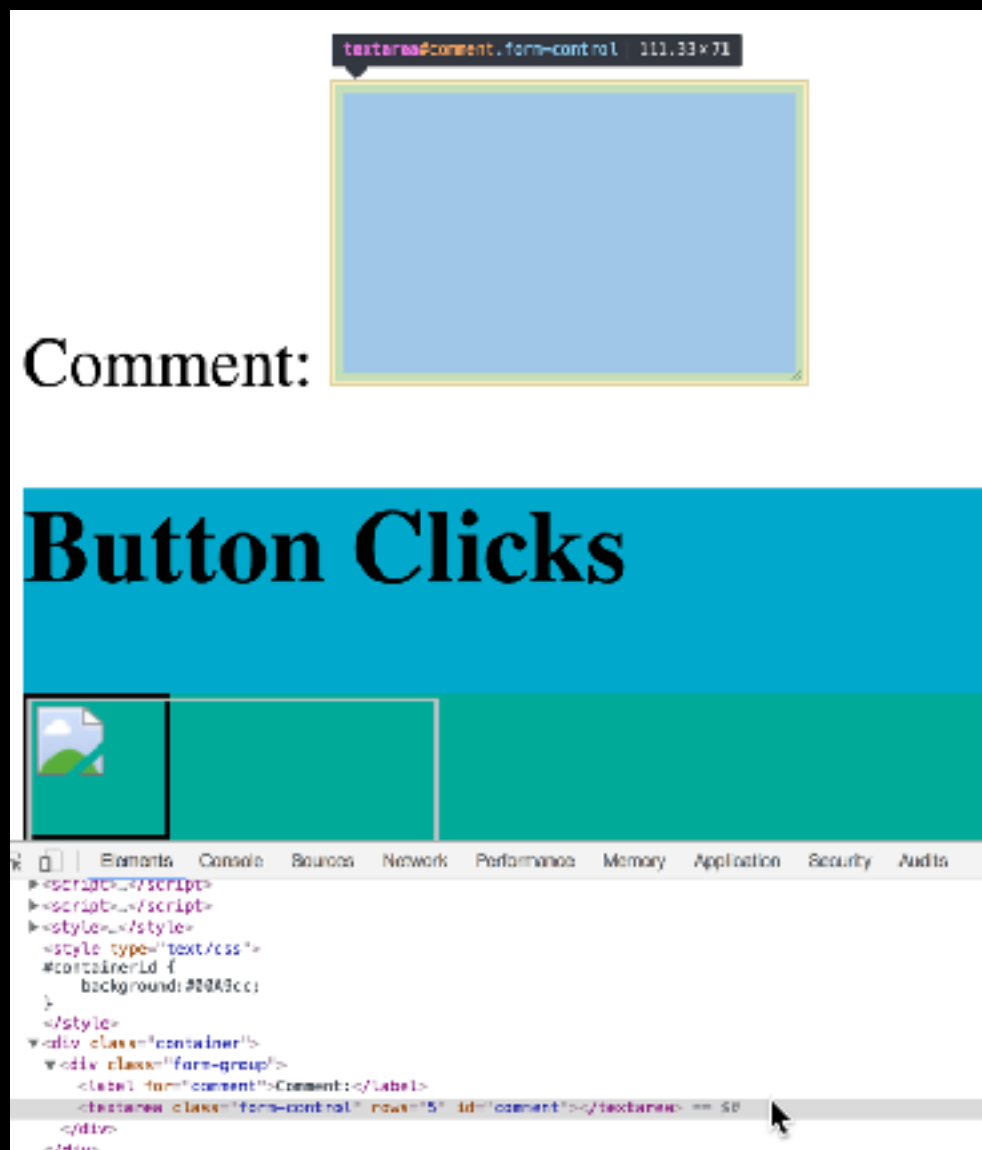 textarea#comment.form-control | 111.33×71
Comment:
Button Clicks
Elements Console Sources Network Performance Memory Application Security Audits
▶<script>…</script>
▶<script>…</script>
▶<style>…</style>
<style type="text/css">
#containerId {
background:#00A9cc;
}
</style>
▼<div class="container">
▼<div class="form-group">
<label for="comment">Comment:</label>
<textarea class="form-control" rows="5" id="comment"></textarea> == $0
</div>
</div>